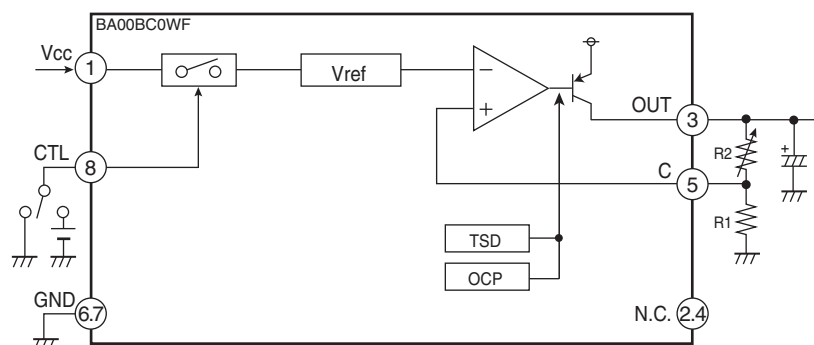 BA00BC0WF
Vcc
1
Vref
−
+
OUT
3
+
R2
CTL
8
C
5
R1
TSD
OCP
GND
6.7
N.C.
2.4